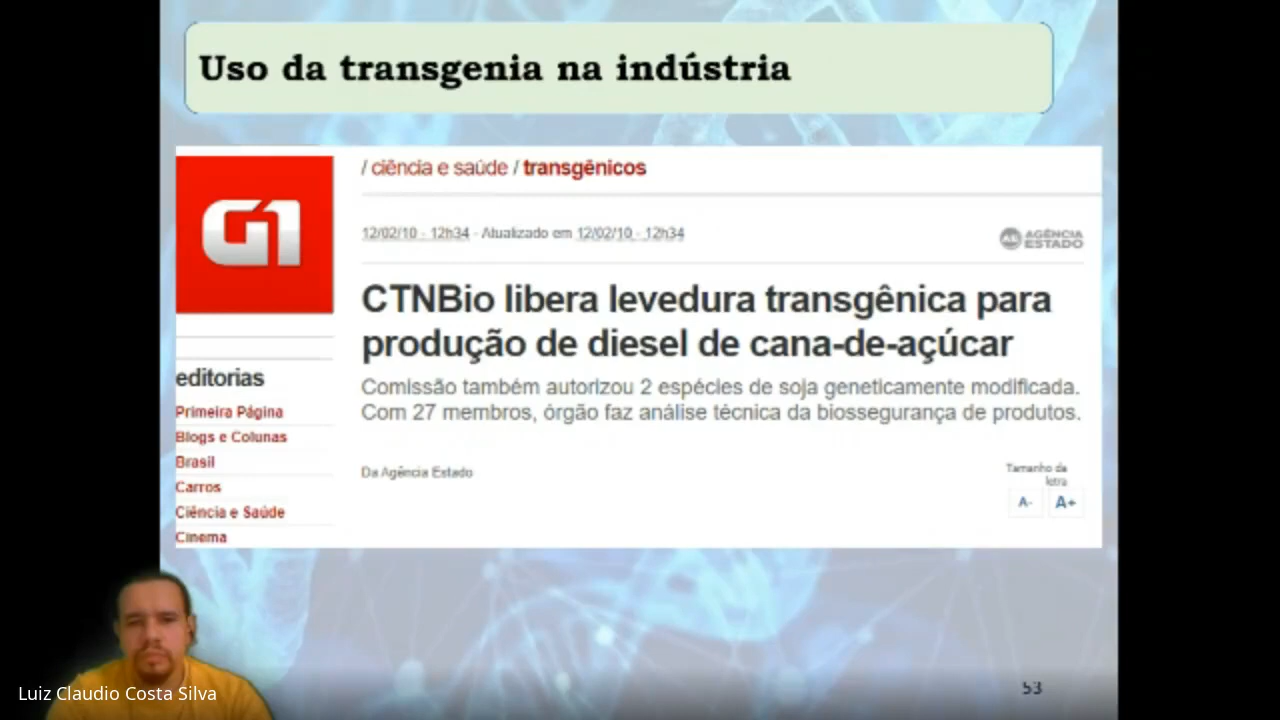 Uso da transgenia na indústria
G1
/ ciência e saúde / transgênicos
12/02/10 - 12h34 - Atualizado em 12/02/10 - 12h34
AE AGÊNCIA
ESTADO
CTNBio libera levedura transgênica para
produção de diesel de cana-de-açúcar
Comissão também autorizou 2 espécies de soja geneticamente modificada.
Com 27 membros, órgão faz análise técnica da biossegurança de produtos.
Da Agência Estado
Tamanho da
letra
A- A+
editorias
Primeira Página
Blogs e Colunas
Brasil
Carros
Ciência e Saúde
Cinema
Luiz Claudio Costa Silva
53